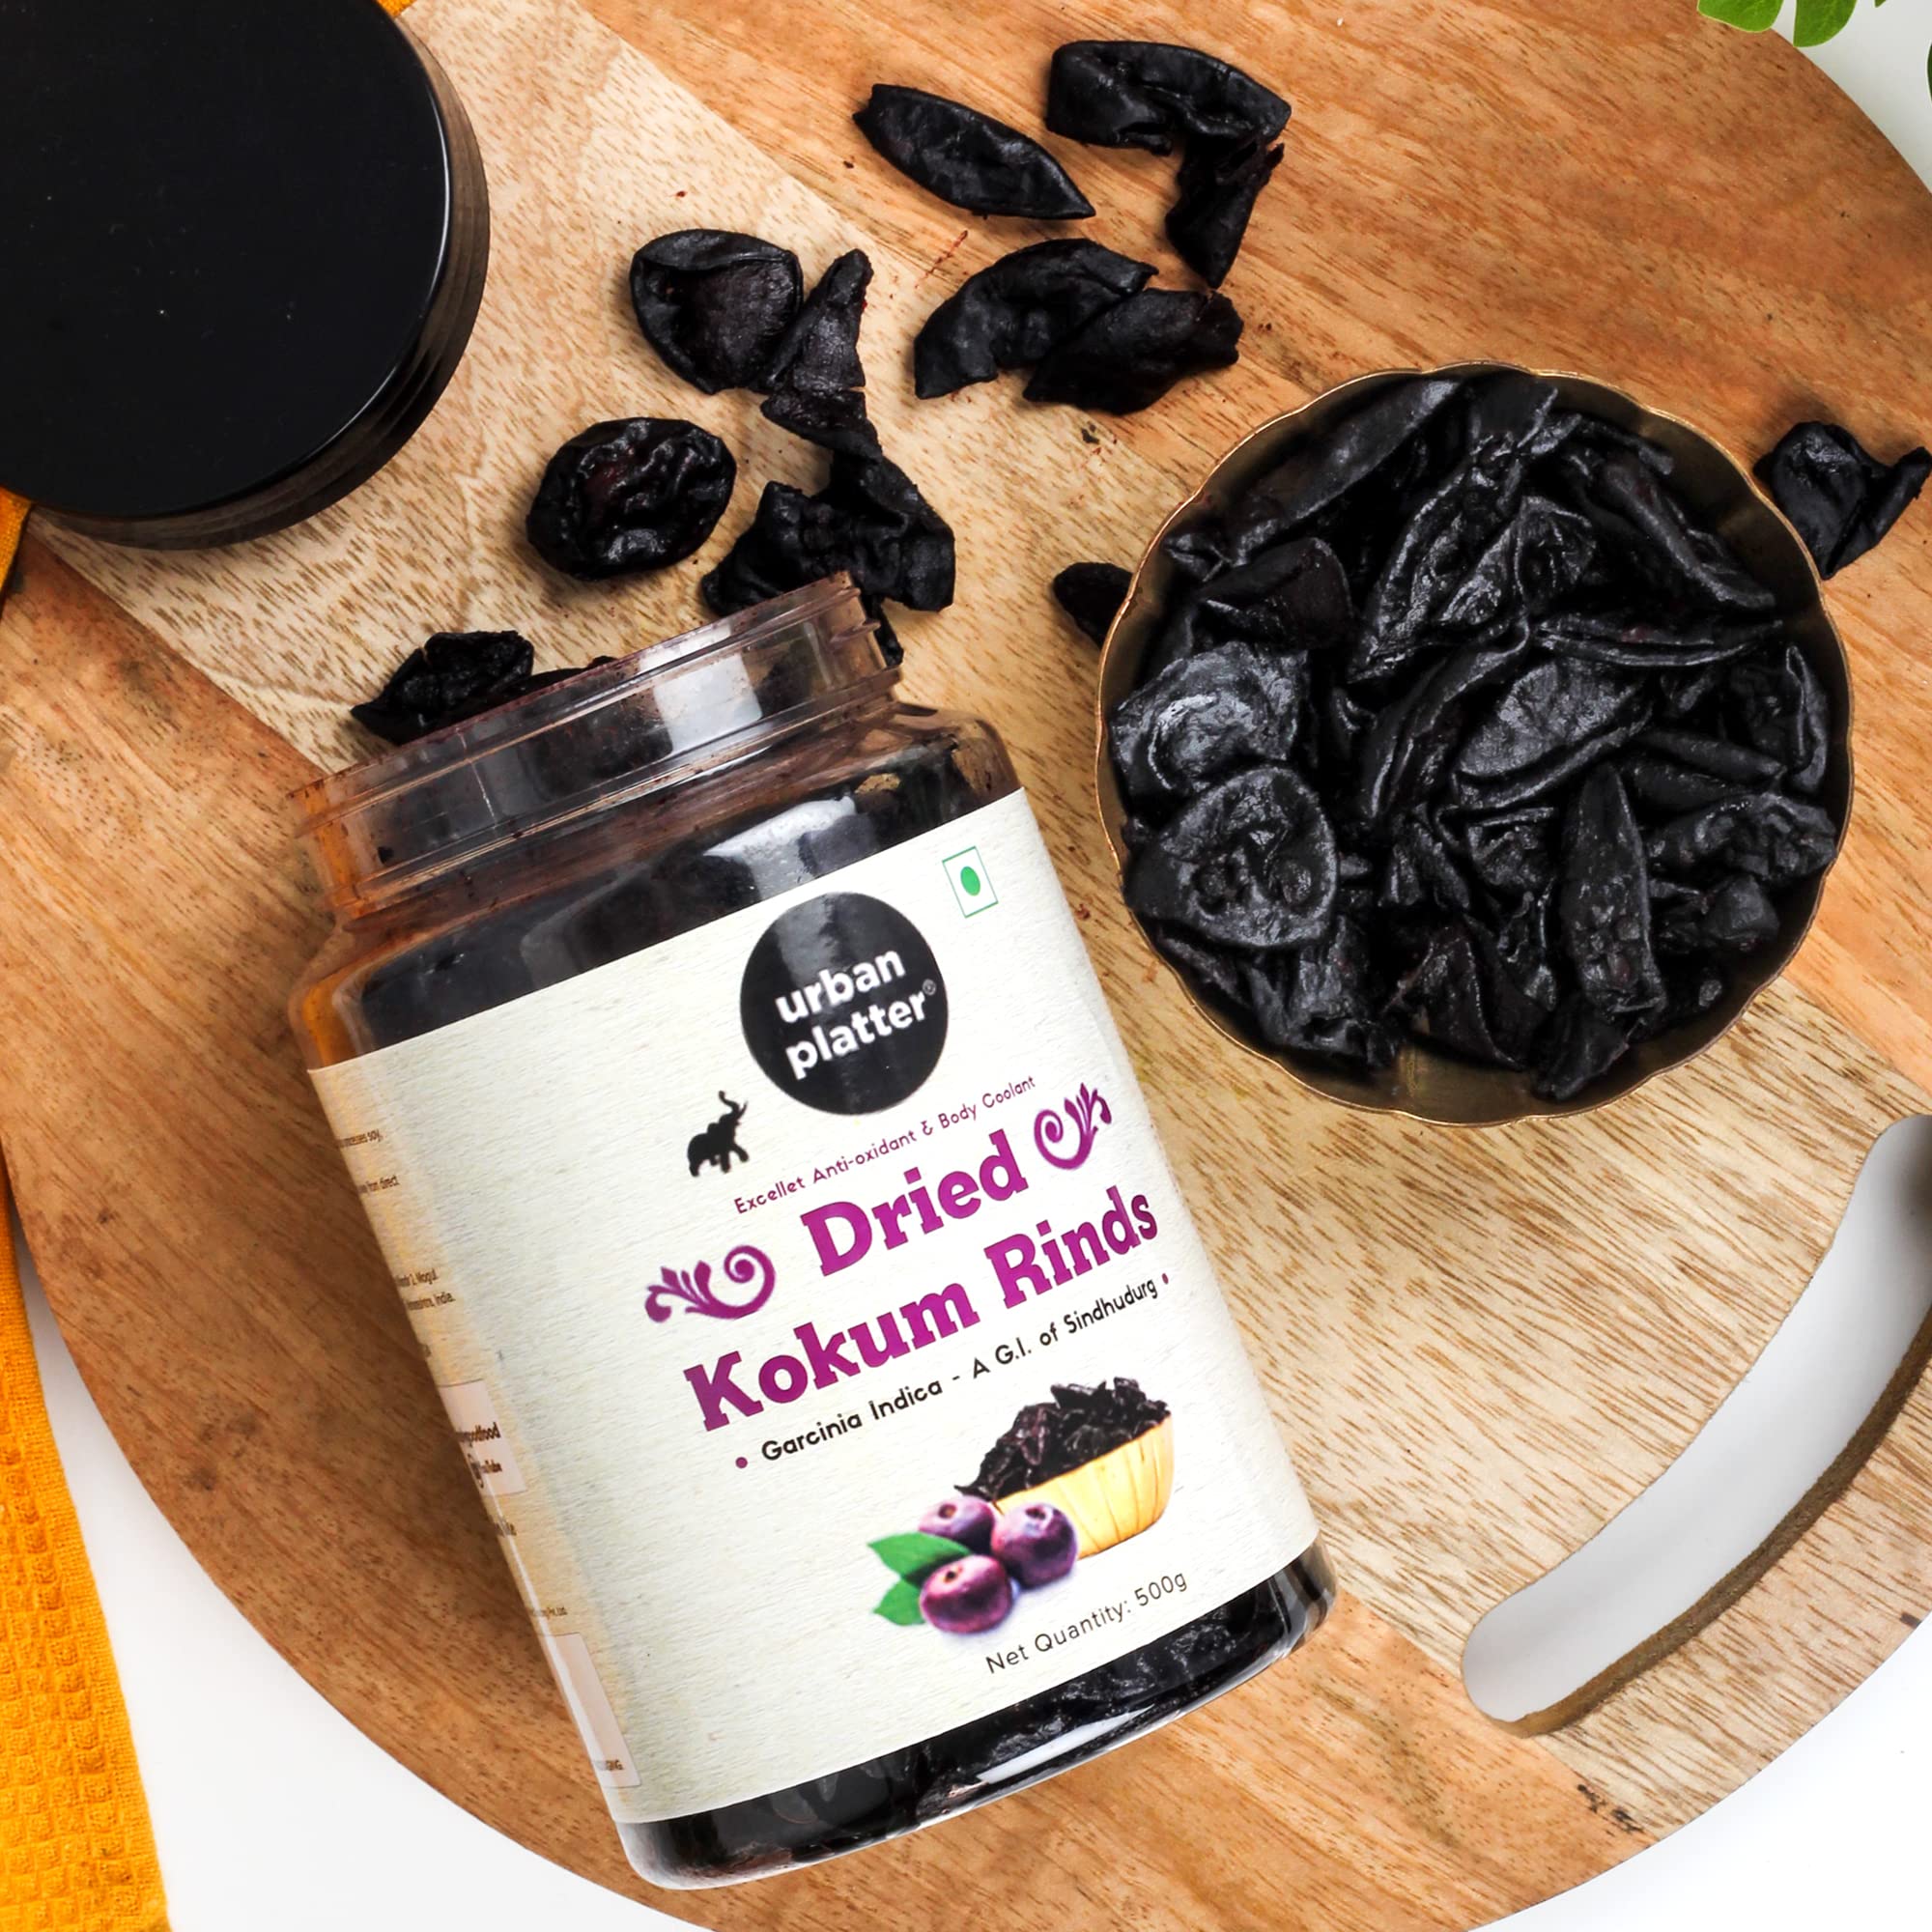 urban
platter®
Excellet Anti-oxidant & Body Coolant
Dried
Kokum Rinds
• Garcinia Indica - A G.I. of Sindhudurg •
Net Quantity: 500g